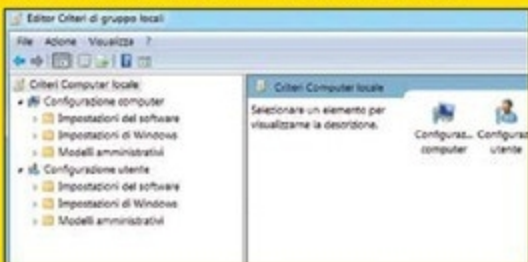 Editor Criteri di gruppo locali
File Azione Visualizza ?
Criteri Computer locale
Configurazione computer
Impostazioni del software
Impostazioni di Windows
Modelli amministrativi
Configurazione utente
Impostazioni del software
Impostazioni di Windows
Modelli amministrativi
Criteri Computer locale
Selezionare un elemento per
visualizzarne la descrizione.
Configuraz... Configuraz
computer utente